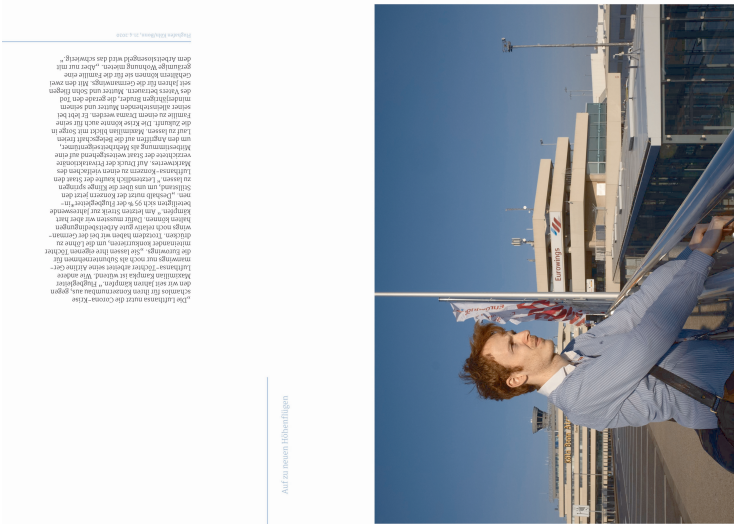 Auf zu neuen Höhenflügen
„Die Lufthansa nutzt die Corona-Krise
schamlos für ihren Konzernumbau aus, gegen
den wir seit Jahren kämpfen.“ Flugbegleiter
Maximilian Kampka ist wütend. Wie andere
Lufthansa-Töchter arbeitet seine Airline Ger-
manwings nur noch als Subunternehmen für
die Eurowings. „Sie lassen ihre eigenen Töchter
miteinander konkurrieren, um die Löhne zu
drücken. Trotzdem haben wir bei der German-
wings noch relativ gute Arbeitsbedingungen
halten können. Dafür mussten wir aber hart
kämpfen.“ Am letzten Streik zur Jahreswende
beteiligten sich 95 % der Flugbegleiter*in-
nen. „Deshalb nutzt der Konzern jetzt den
Stillstand, um uns über die Klinge springen
zu lassen.“ Letztendlich kaufte der Staat den
Lufthansa-Konzern zu einen vielfachen des
Marktwertes. Auf Druck der Privataktionäre
verzichtete der Staat weitestgehend auf eine
Mitbestimmung als Mehrheitseigentümer,
um den Angriffen auf die Belegschaft freien
Lauf zu lassen. Maximilian blickt mit Sorge in
die Zukunft. Die Krise könnte auch für seine
Familie zu einem Drama werden. Er lebt bei
seiner alleinstehenden Mutter und seinem
minderjährigen Bruder, die gerade den Tod
des Vaters betrauern. Mutter und Sohn fliegen
seit Jahren für die Germanwings. Mit den zwei
Gehältern können sie für die Familie eine
geräumige Wohnung mieten. „Aber nur mit
dem Arbeitslosengeld wird das schwierig.“
Flughafen Köln/Bonn,
Eurowings